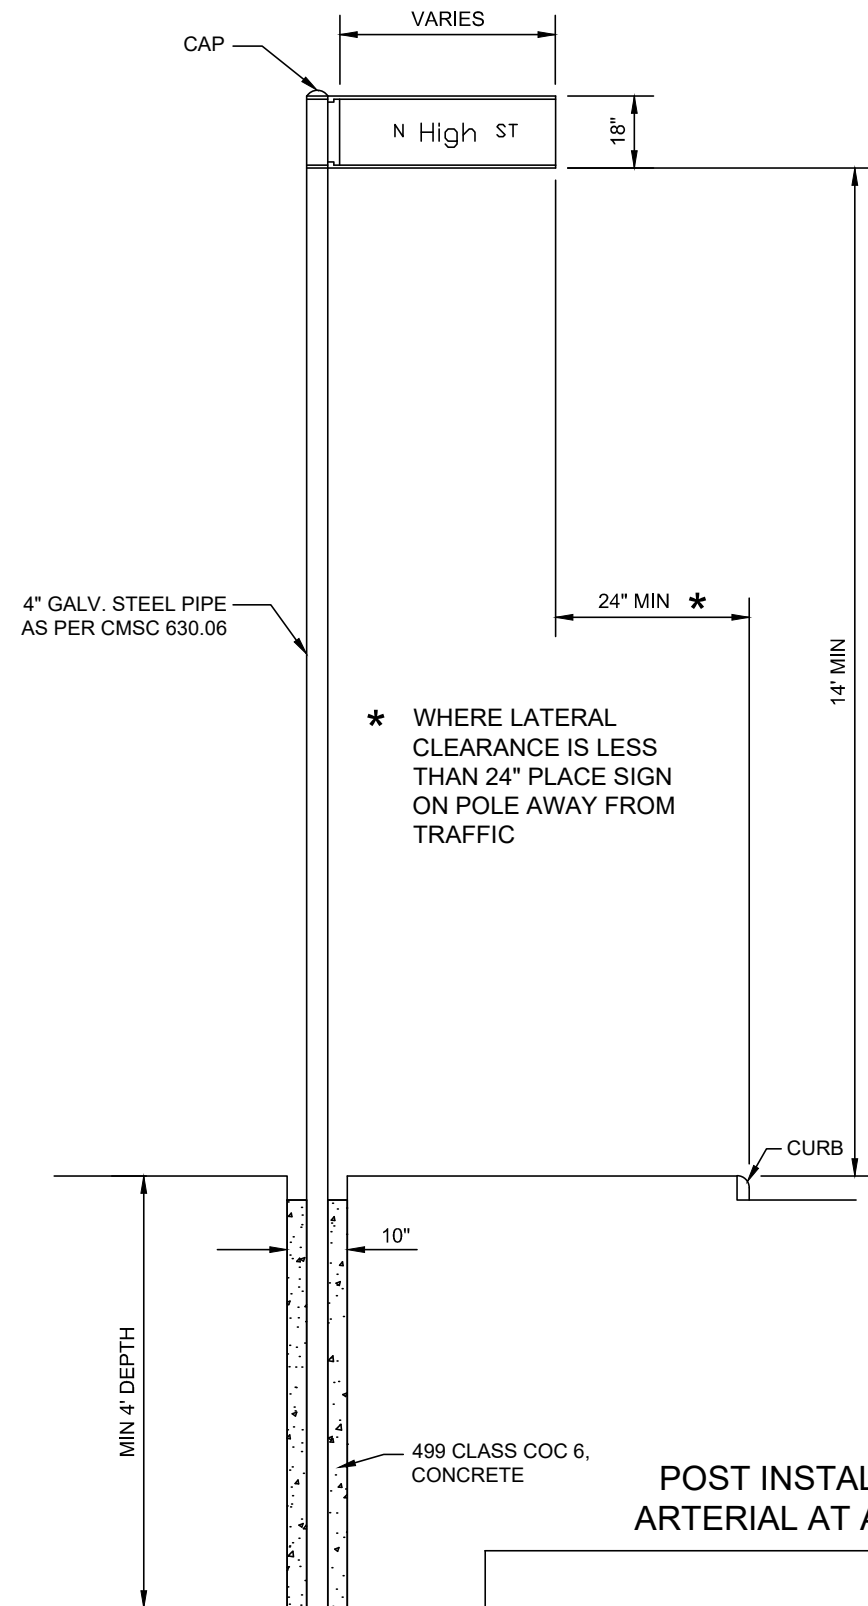 VARIES
CAP
N High ST
18"
4" GALV. STEEL PIPE
AS PER CMSC 630.06
24" MIN *
14' MIN
* WHERE LATERAL
CLEARANCE IS LESS
THAN 24" PLACE SIGN
ON POLE AWAY FROM
TRAFFIC
CURB
10"
MIN 4' DEPTH
499 CLASS COC 6,
CONCRETE
POST INSTAL
ARTERIAL AT A